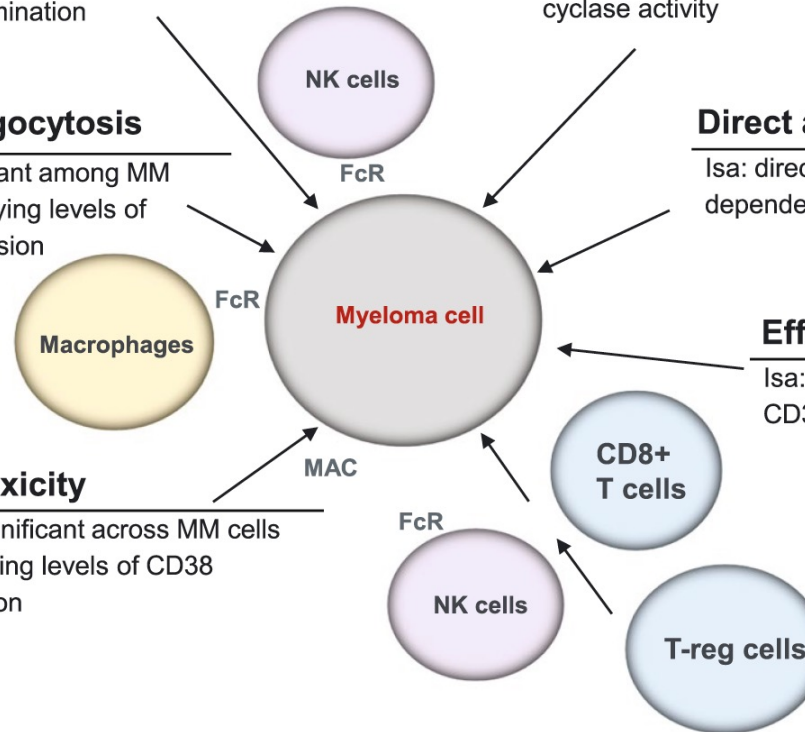 mination
cyclase activity
NK cells
gocytosis
Direct a
FcR
ant among MM
ying levels of
sion
Isa: direc
depende
FcR
Myeloma cell
Macrophages
Eff
Isa:
CD3
MAC
CD8+
T cells
xicity
nificant across MM cells
ing levels of CD38
on
FcR
NK cells
T-reg cells